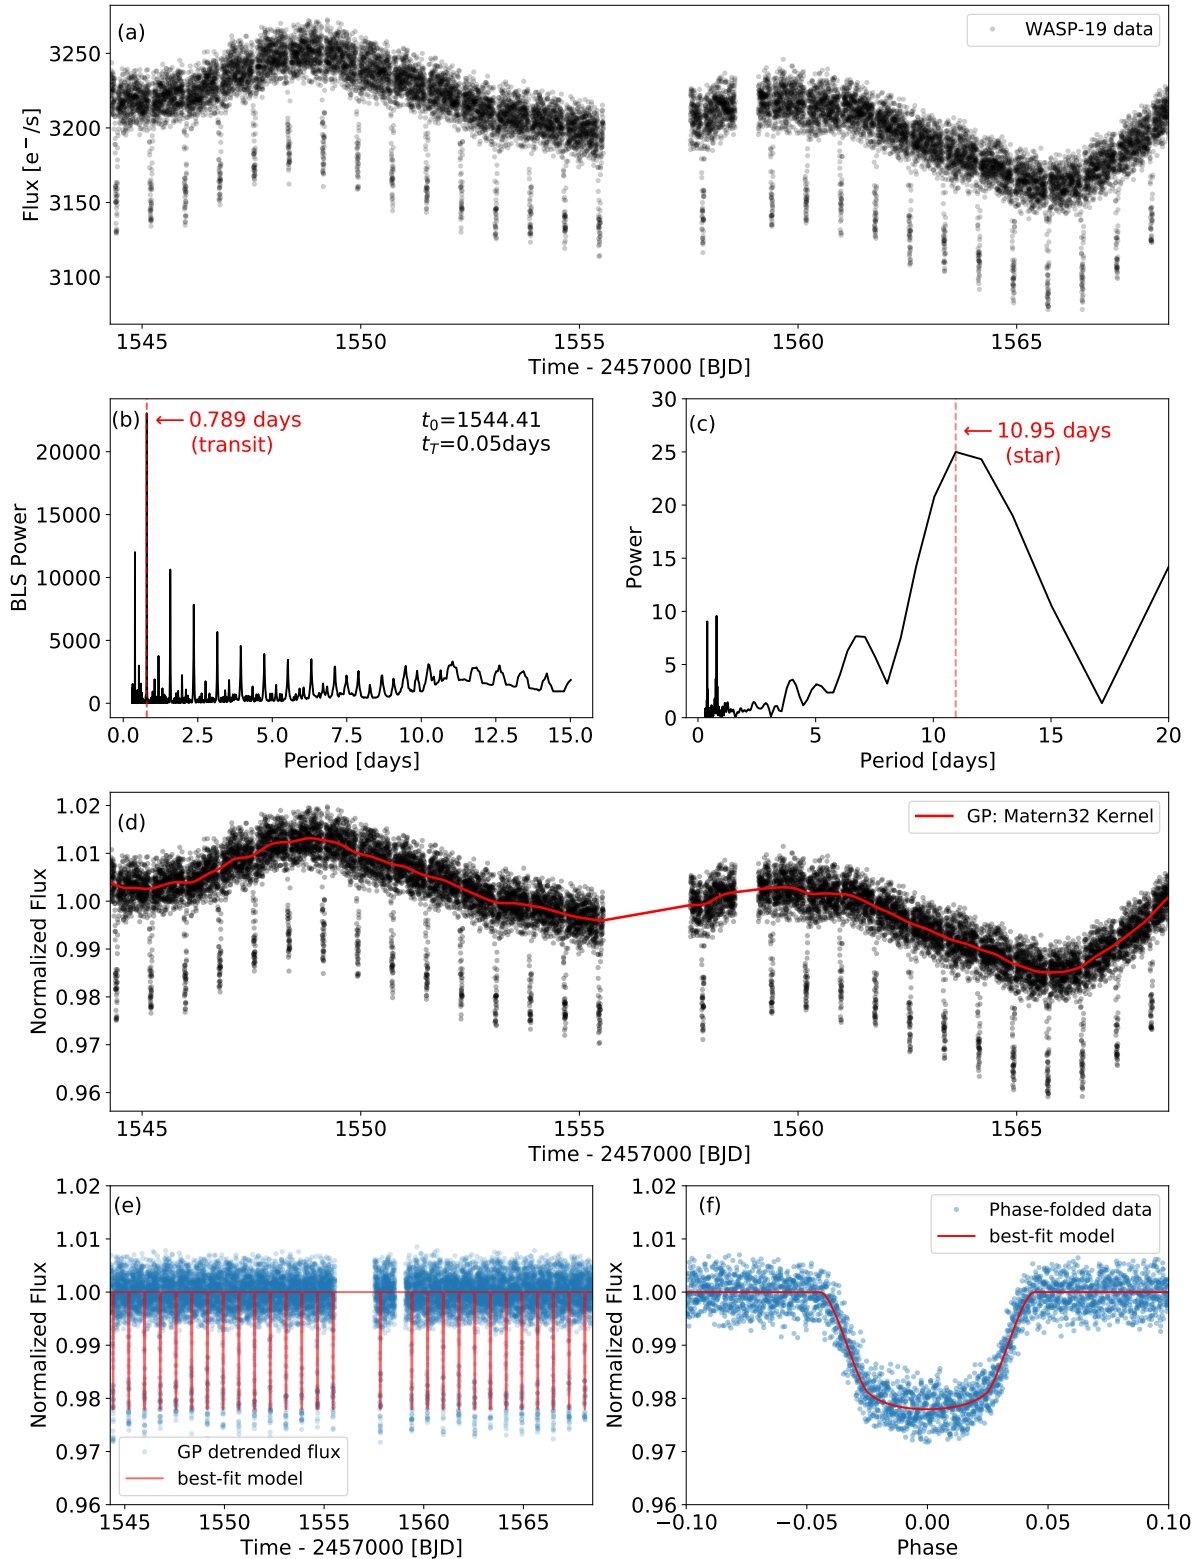 (a)
WASP-19 data
Flux [e⁻/s]
3250
3200
3150
3100
1545 1550 1555 1560 1565
Time - 2457000 [BJD]
(b)
← 0.789 days
(transit)
t₀=1544.41
t_T=0.05days
BLS Power
20000
15000
10000
5000
0
0.0 2.5 5.0 7.5 10.0 12.5 15.0
Period [days]
(c)
← 10.95 days
(star)
Power
30
25
20
15
10
5
0
0 5 10 15 20
Period [days]
(d)
GP: Matern32 Kernel
Normalized Flux
1.02
1.01
1.00
0.99
0.98
0.97
0.96
1545 1550 1555 1560 1565
Time - 2457000 [BJD]
(e)
Normalized Flux
1.02
1.01
1.00
0.99
0.98
0.97
0.96
GP detrended flux
best-fit model
1545 1550 1555 1560 1565
Time - 2457000 [BJD]
(f)
Phase-folded data
best-fit model
Normalized Flux
1.02
1.01
1.00
0.99
0.98
0.97
0.96
−0.10 −0.05 0.00 0.05 0.10
Phase